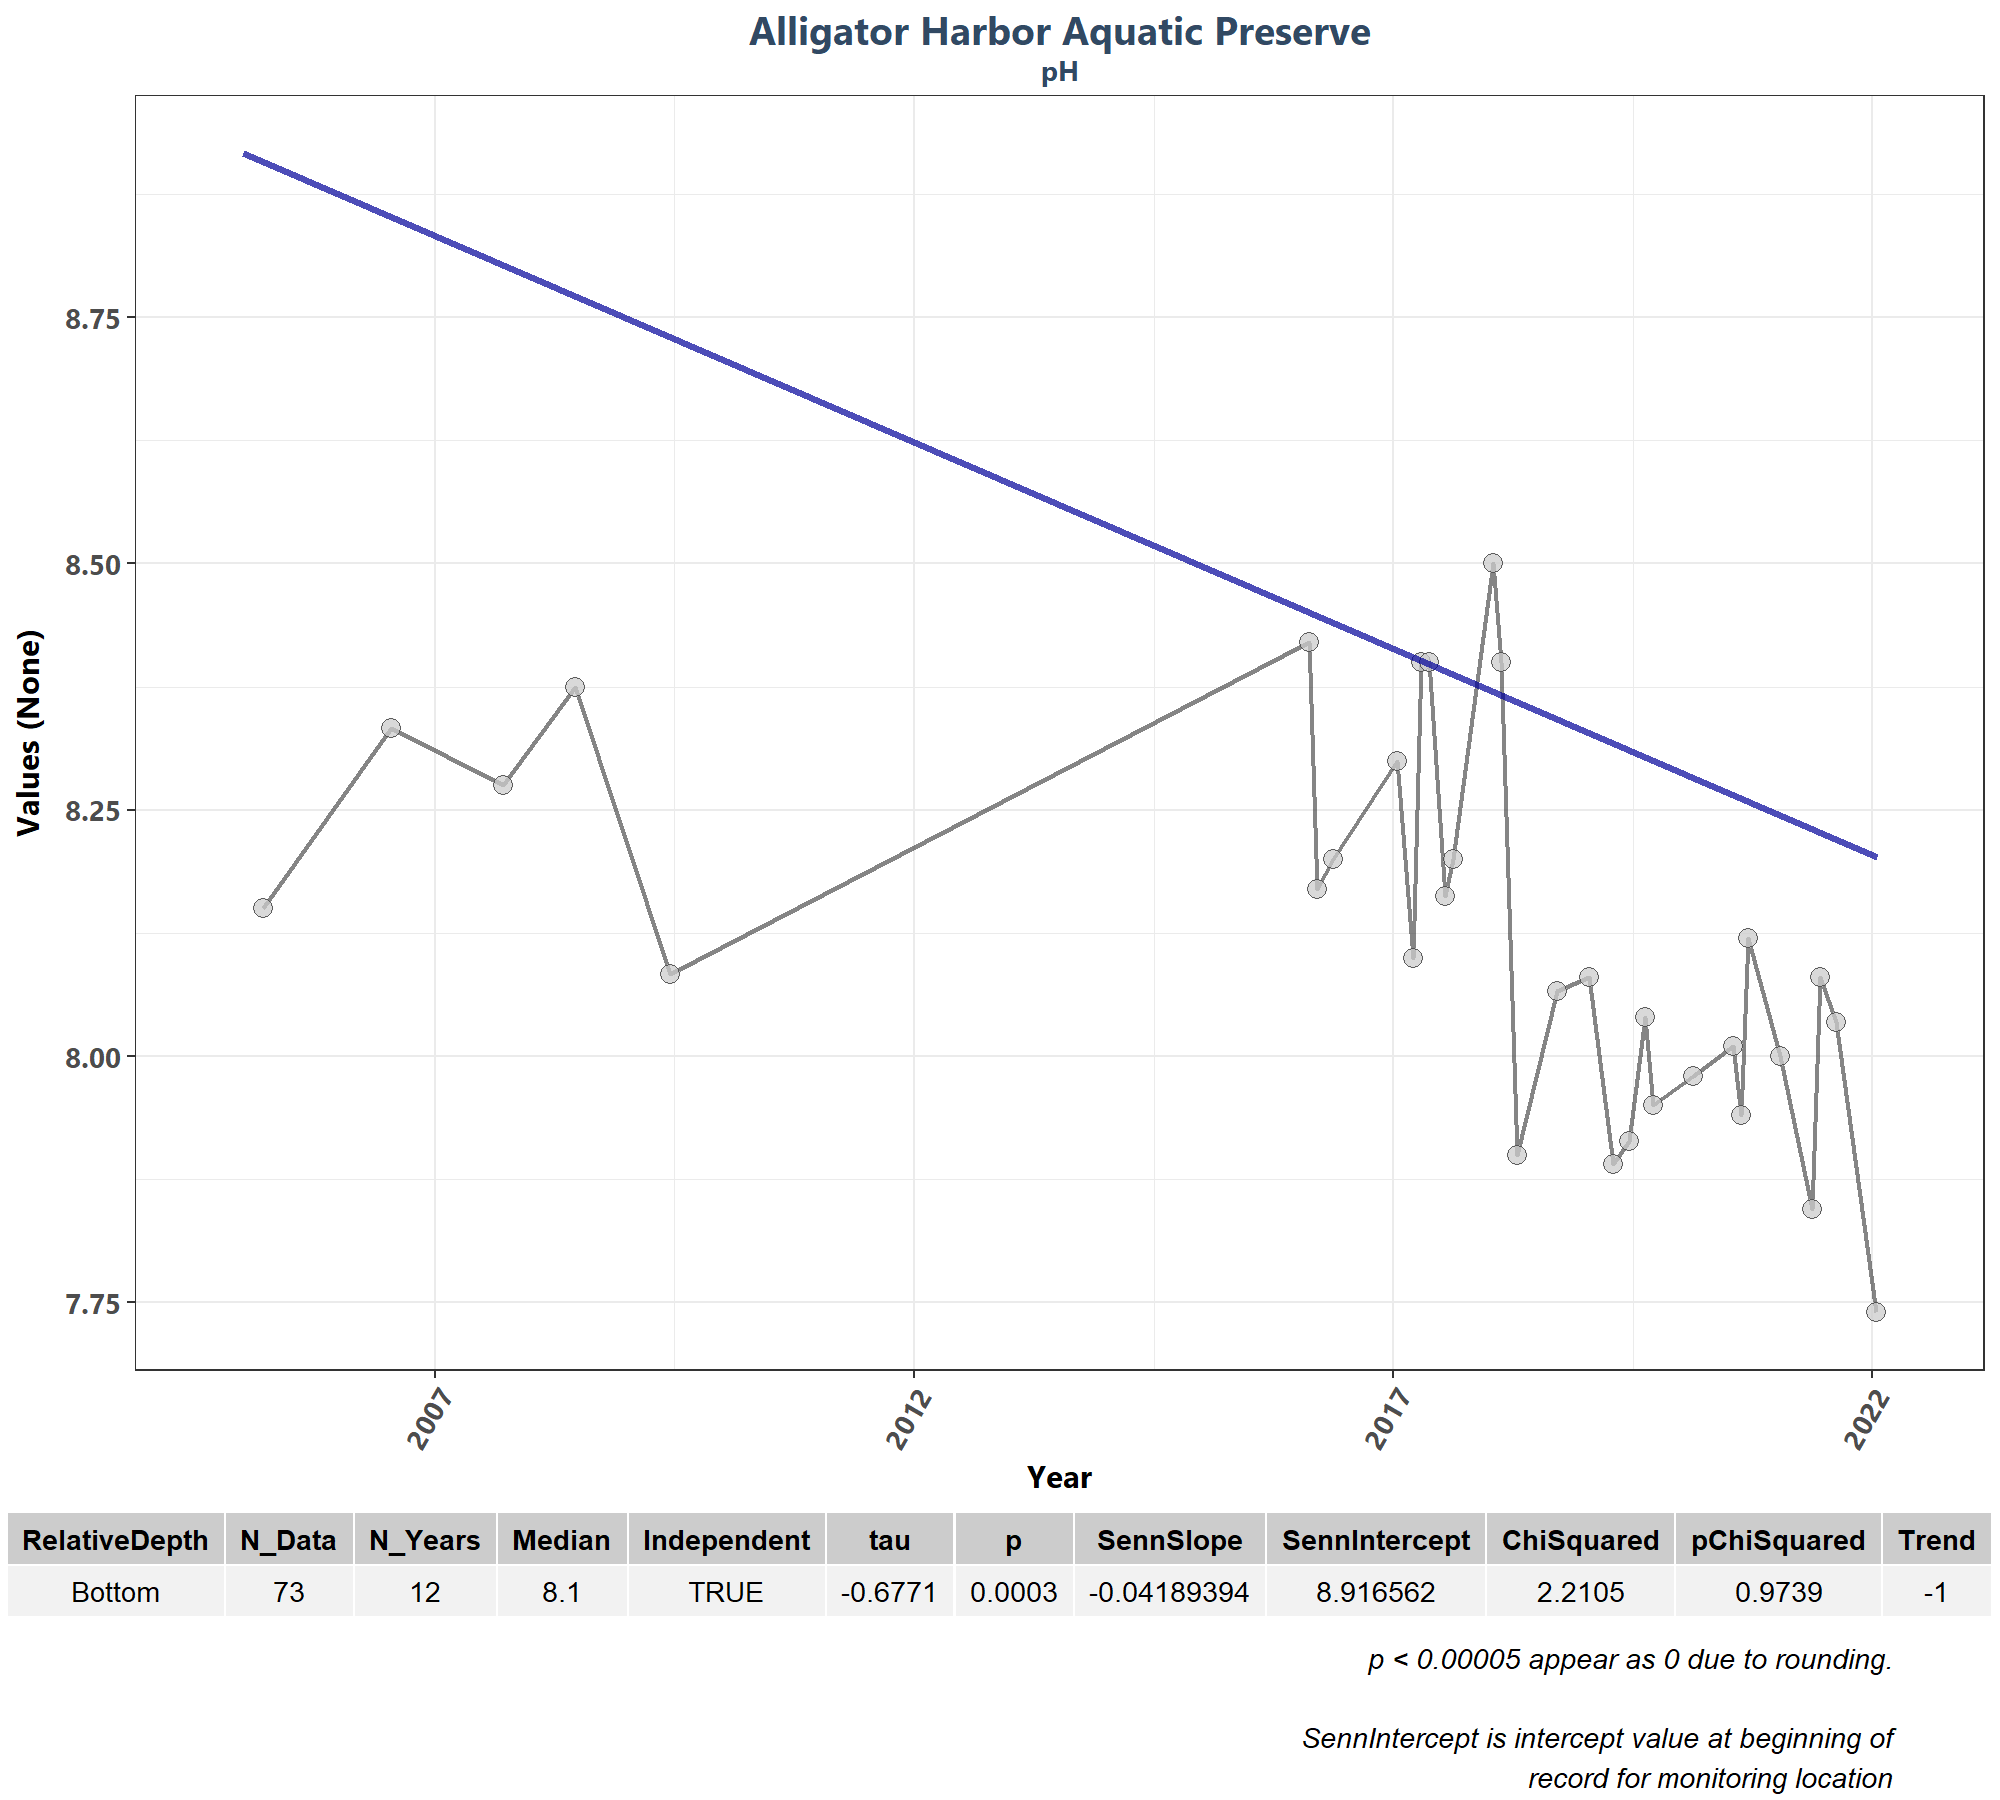 Alligator Harbor Aquatic Preserve
pH
Values (None)
8.75
8.50
8.25
8.00
7.75
2007 2012 2017 2022
Year
RelativeDepth N_Data N_Years Median Independent tau p SennSlope SennIntercept ChiSquared pChiSquared Trend
Bottom 73 12 8.1 TRUE -0.6771 0.0003 -0.04189394 8.916562 2.2105 0.9739 -1
p < 0.00005 appear as 0 due to rounding.
SennIntercept is intercept value at beginning of
record for monitoring location